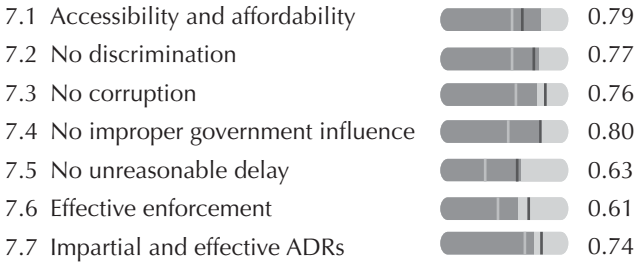 7.1 Accessibility and affordability 0.79
7.2 No discrimination 0.77
7.3 No corruption 0.76
7.4 No improper government influence 0.80
7.5 No unreasonable delay 0.63
7.6 Effective enforcement 0.61
7.7 Impartial and effective ADRs 0.74